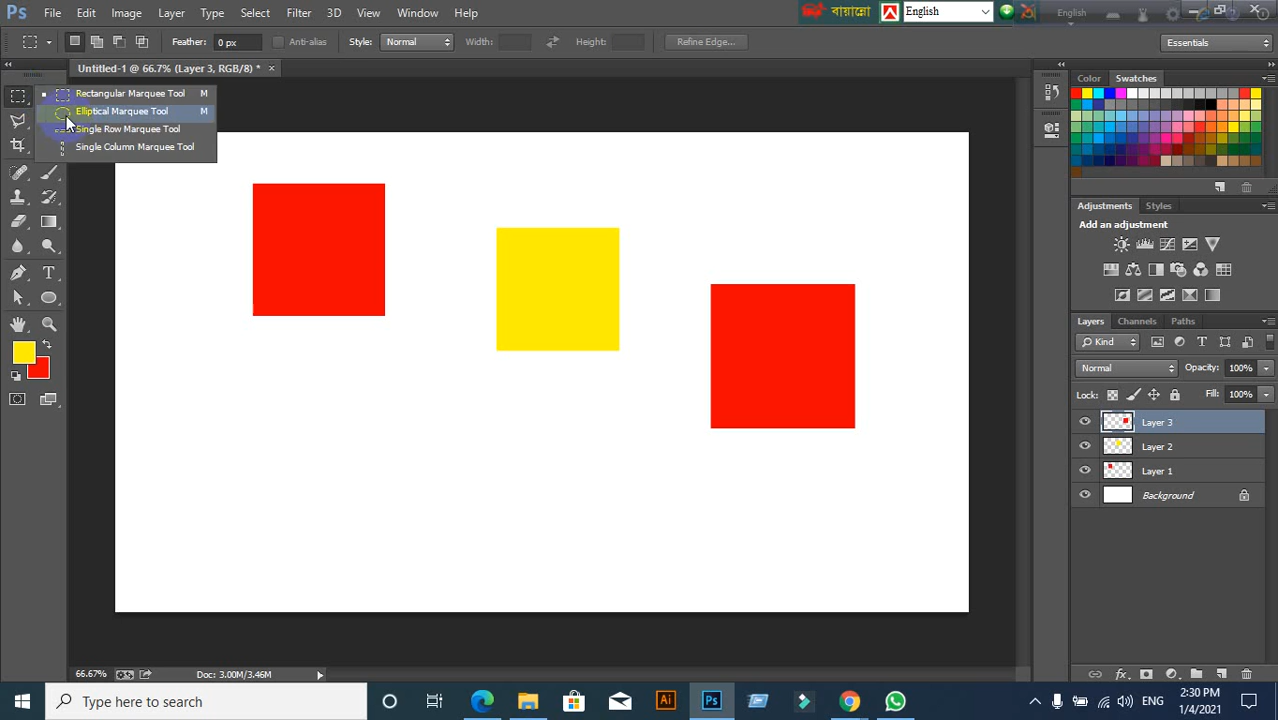 Ps File Edit Image Layer Type Select Filter 3D View Window Help
বায়ান্নো English English
Feather: 0 px Anti-alias Style: Normal Width: Height: Refine Edge... Essentials
Untitled-1 @ 66.7% (Layer 3, RGB/8) * ×
Rectangular Marquee Tool M
Elliptical Marquee Tool M
Single Row Marquee Tool
Single Column Marquee Tool
Color Swatches
Adjustments Styles
Add an adjustment
Layers Channels Paths
Kind
Normal Opacity: 100%
Lock: Fill: 100%
Layer 3
Layer 2
Layer 1
Background
66.67% Doc: 3.00M/3.46M
Type here to search
Ai Ps
ENG
2:30 PM
1/4/2021